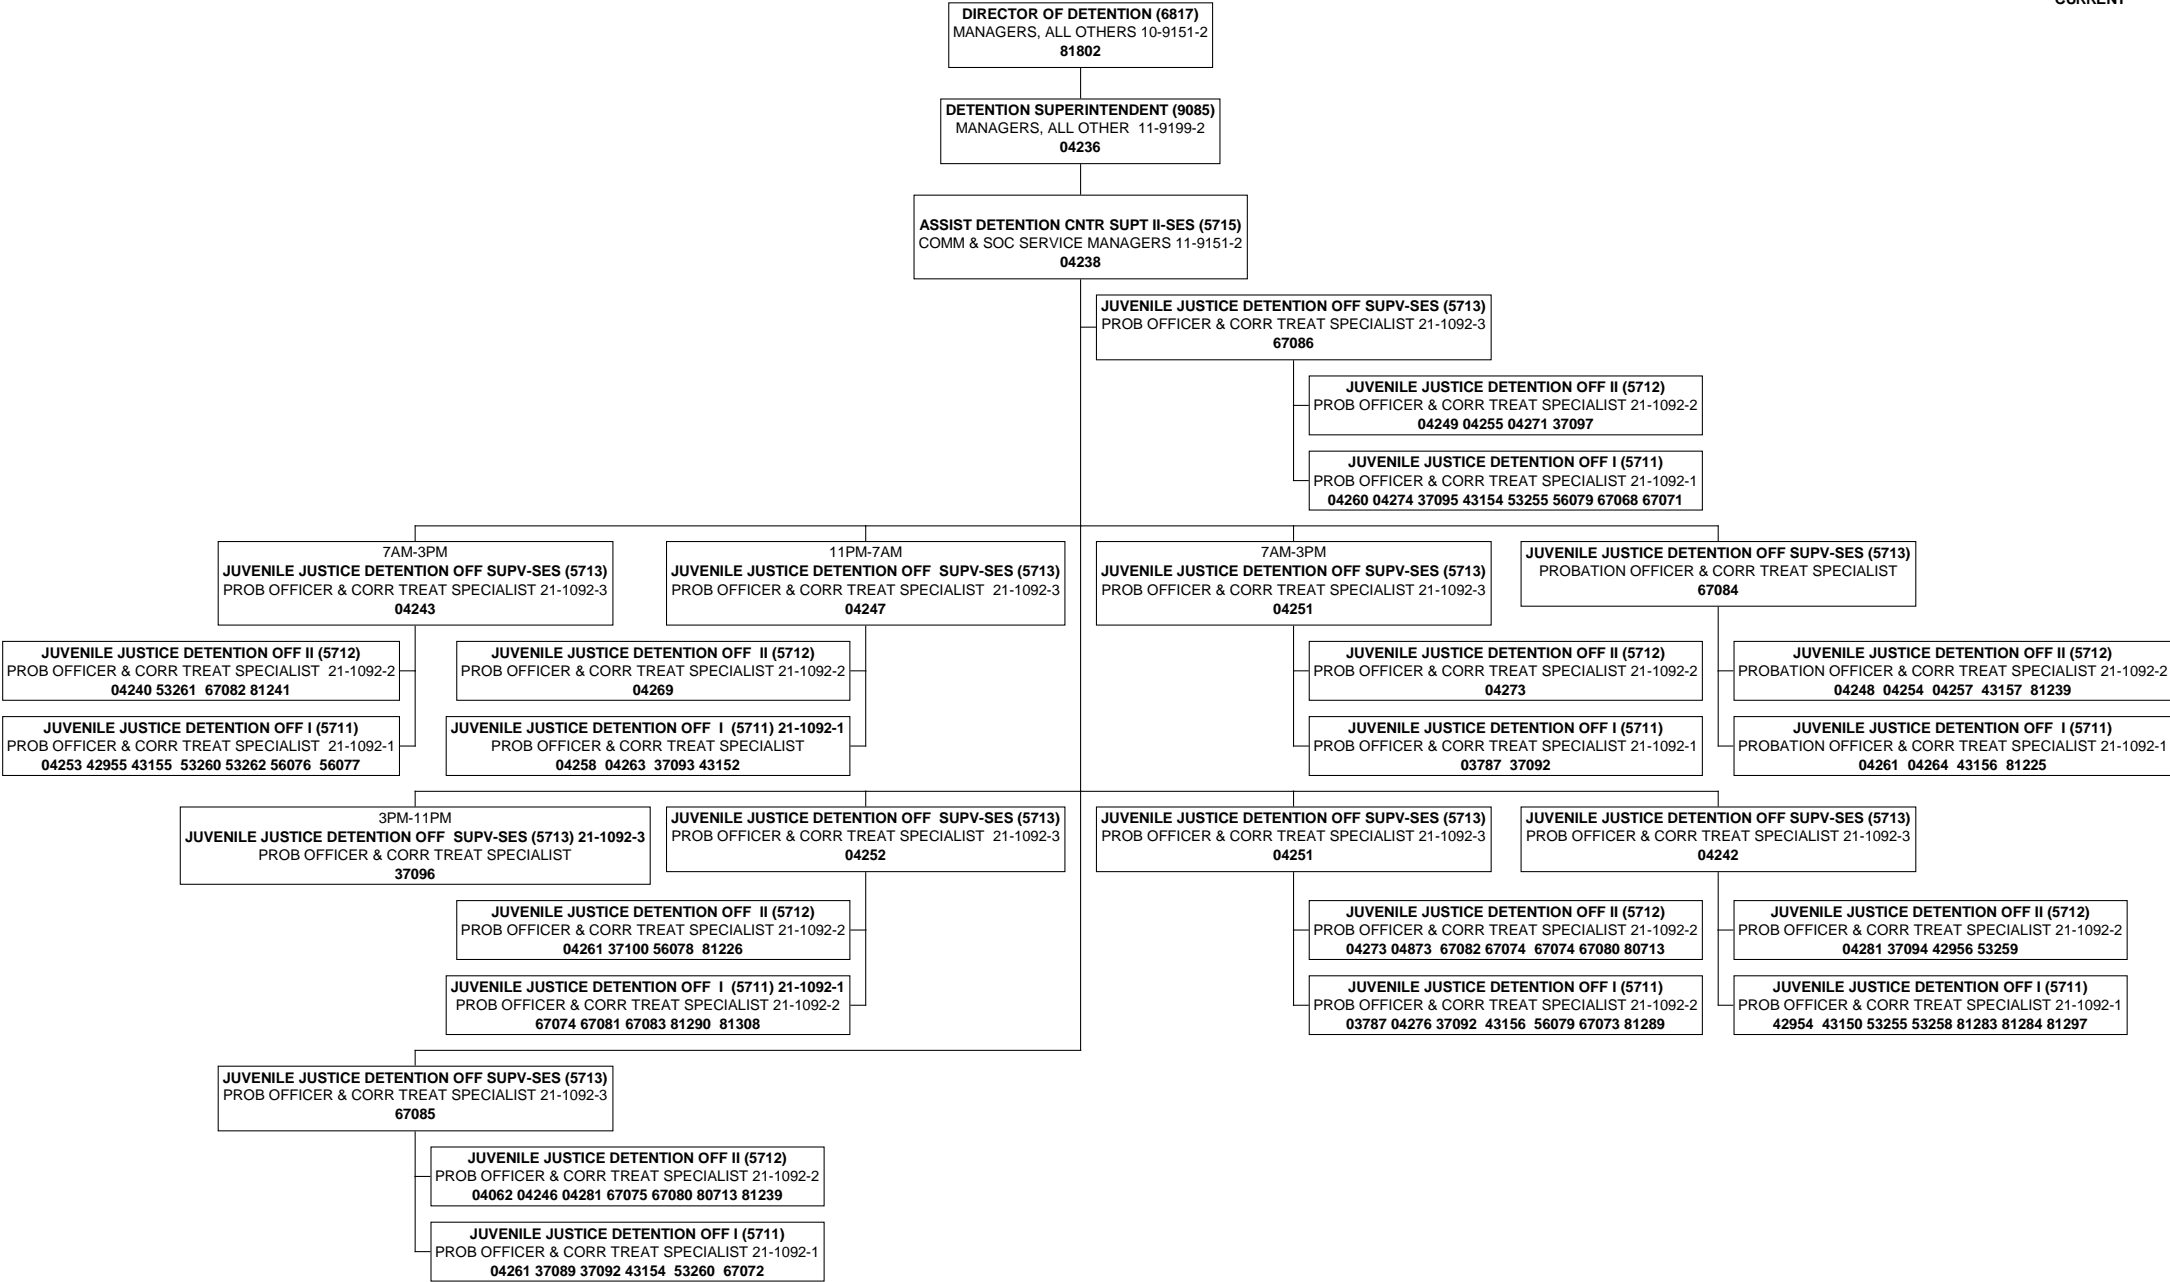 CURRENT
DIRECTOR OF DETENTION (6817)
MANAGERS, ALL OTHERS 10-9151-2
81802
DETENTION SUPERINTENDENT (9085)
MANAGERS, ALL OTHER 11-9199-2
04236
ASSIST DETENTION CNTR SUPT II-SES (5715)
COMM & SOC SERVICE MANAGERS 11-9151-2
04238
JUVENILE JUSTICE DETENTION OFF SUPV-SES (5713)
PROB OFFICER & CORR TREAT SPECIALIST 21-1092-3
67086
JUVENILE JUSTICE DETENTION OFF II (5712)
PROB OFFICER & CORR TREAT SPECIALIST 21-1092-2
04249 04255 04271 37097
JUVENILE JUSTICE DETENTION OFF I (5711)
PROB OFFICER & CORR TREAT SPECIALIST 21-1092-1
04260 04274 37095 43154 53255 56079 67068 67071
7AM-3PM
JUVENILE JUSTICE DETENTION OFF SUPV-SES (5713)
PROB OFFICER & CORR TREAT SPECIALIST 21-1092-3
04243
JUVENILE JUSTICE DETENTION OFF II (5712)
PROB OFFICER & CORR TREAT SPECIALIST 21-1092-2
04240 53261 67082 81241
JUVENILE JUSTICE DETENTION OFF I (5711)
PROB OFFICER & CORR TREAT SPECIALIST 21-1092-1
04253 42955 43155 53260 53262 56076 56077
11PM-7AM
JUVENILE JUSTICE DETENTION OFF SUPV-SES (5713)
PROB OFFICER & CORR TREAT SPECIALIST 21-1092-3
04247
JUVENILE JUSTICE DETENTION OFF II (5712)
PROB OFFICER & CORR TREAT SPECIALIST 21-1092-2
04269
JUVENILE JUSTICE DETENTION OFF I (5711) 21-1092-1
PROB OFFICER & CORR TREAT SPECIALIST
04258 04263 37093 43152
7AM-3PM
JUVENILE JUSTICE DETENTION OFF SUPV-SES (5713)
PROB OFFICER & CORR TREAT SPECIALIST 21-1092-3
04251
JUVENILE JUSTICE DETENTION OFF II (5712)
PROB OFFICER & CORR TREAT SPECIALIST 21-1092-2
04273
JUVENILE JUSTICE DETENTION OFF I (5711)
PROB OFFICER & CORR TREAT SPECIALIST 21-1092-1
03787 37092
JUVENILE JUSTICE DETENTION OFF SUPV-SES (5713)
PROBATION OFFICER & CORR TREAT SPECIALIST
67084
JUVENILE JUSTICE DETENTION OFF II (5712)
PROBATION OFFICER & CORR TREAT SPECIALIST 21-1092-2
04248 04254 04257 43157 81239
JUVENILE JUSTICE DETENTION OFF I (5711)
PROBATION OFFICER & CORR TREAT SPECIALIST 21-1092-1
04261 04264 43156 81225
3PM-11PM
JUVENILE JUSTICE DETENTION OFF SUPV-SES (5713) 21-1092-3
PROB OFFICER & CORR TREAT SPECIALIST
37096
JUVENILE JUSTICE DETENTION OFF SUPV-SES (5713)
PROB OFFICER & CORR TREAT SPECIALIST 21-1092-3
04252
JUVENILE JUSTICE DETENTION OFF II (5712)
PROB OFFICER & CORR TREAT SPECIALIST 21-1092-2
04261 37100 56078 81226
JUVENILE JUSTICE DETENTION OFF I (5711) 21-1092-1
PROB OFFICER & CORR TREAT SPECIALIST 21-1092-2
67074 67081 67083 81290 81308
JUVENILE JUSTICE DETENTION OFF SUPV-SES (5713)
PROB OFFICER & CORR TREAT SPECIALIST 21-1092-3
04251
JUVENILE JUSTICE DETENTION OFF II (5712)
PROB OFFICER & CORR TREAT SPECIALIST 21-1092-2
04273 04873 67082 67074 67074 67080 80713
JUVENILE JUSTICE DETENTION OFF I (5711)
PROB OFFICER & CORR TREAT SPECIALIST 21-1092-2
03787 04276 37092 43156 56079 67073 81289
JUVENILE JUSTICE DETENTION OFF SUPV-SES (5713)
PROB OFFICER & CORR TREAT SPECIALIST 21-1092-3
04242
JUVENILE JUSTICE DETENTION OFF II (5712)
PROB OFFICER & CORR TREAT SPECIALIST 21-1092-2
04281 37094 42956 53259
JUVENILE JUSTICE DETENTION OFF I (5711)
PROB OFFICER & CORR TREAT SPECIALIST 21-1092-1
42954 43150 53255 53258 81283 81284 81297
JUVENILE JUSTICE DETENTION OFF SUPV-SES (5713)
PROB OFFICER & CORR TREAT SPECIALIST 21-1092-3
67085
JUVENILE JUSTICE DETENTION OFF II (5712)
PROB OFFICER & CORR TREAT SPECIALIST 21-1092-2
04062 04246 04281 67075 67080 80713 81239
JUVENILE JUSTICE DETENTION OFF I (5711)
PROB OFFICER & CORR TREAT SPECIALIST 21-1092-1
04261 37089 37092 43154 53260 67072